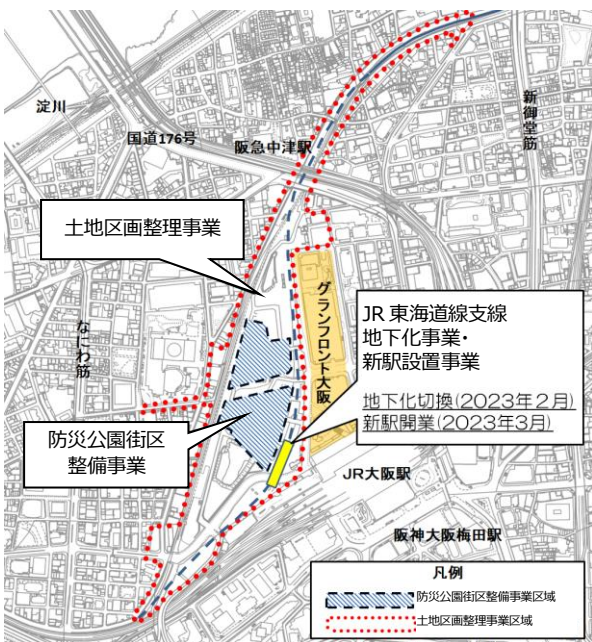 淀川
国道176号
阪急中津駅
新御堂筋
土地区画整理事業
グランフロント大阪
JR東海道線支線
地下化事業・
新駅設置事業
地下化切換(2023年2月)
新駅開業(2023年3月)
なにわ筋
防災公園街区
整備事業
JR大阪駅
阪神大阪梅田駅
凡例
防災公園街区整備事業区域
土地区画整理事業区域